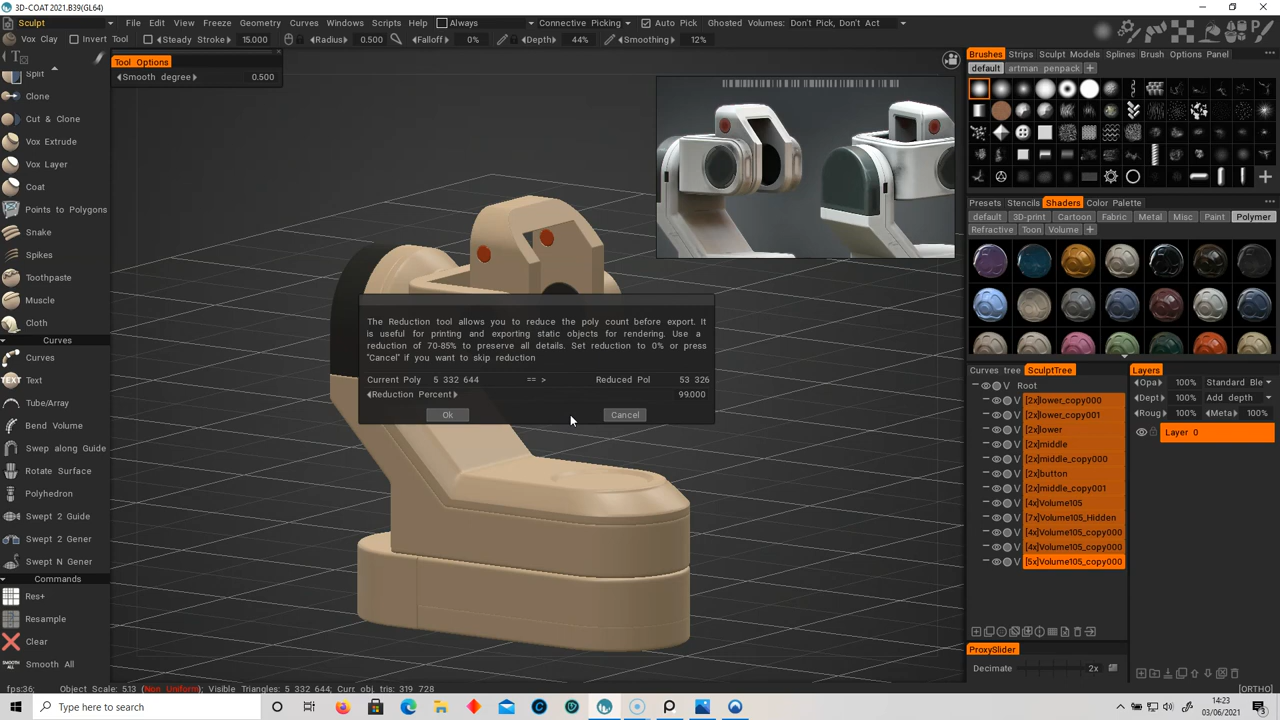 3D-COAT 2021.B39(GL64)
Sculpt File Edit Windows Freeze Geometry Curves Windows Scripts Help Always Connective Picking Auto Pick Ghosted Volumes: Don't Pick, Don't Act
Vox Clay Invert Tool Steady Stroke 15.000 Radius 0.500 Falloff 0% Depth 44% Smoothing 12%
Tool Options
Smooth degree 0.500
Split
Clone
Cut & Clone
Vox Extrude
Vox Layer
Coat
Points to Polygons
Snake
Spikes
Toothpaste
Muscle
Cloth
Curves
Curves
Text
Tube/Array
Bend Volume
Swep along Guide
Rotate Surface
Polyhedron
Swept 2 Guide
Swept 2 Gener
Swept N Gener
Commands
Res+
Resample
Clear
SMOOTH ALL Smooth All
The Reduction tool allows you to reduce the poly count before export. It
is useful for printing and exporting static objects for rendering. Use a
reduction of 70-85% to preserve all details. Set reduction to 0% or press
"Cancel" if you want to skip reduction
Current Poly 5 332 644 == > Reduced Pol 53 326
Reduction Percent 99.000
Ok Cancel
Brushes Strips Sculpt Models Splines Brush Options Panel
default artman penpack
Presets Stencils Shaders Color Palette
default 3D-print Cartoon Fabric Metal Misc Paint Polymer
Refractive Toon Volume
Curves tree SculptTree
Root
[2x]lower_copy000
[2x]lower_copy001
[2x]lower
[2x]middle
[2x]middle_copy000
[2x]button
[2x]middle_copy001
[4x]Volume105
[7x]Volume105_Hidden
[4x]Volume105_copy000
[4x]Volume105_copy000
[5x]Volume105_copy000
ProxySlider
Decimate 2x
Layers
Opa 100% Standard Ble
Dept 100% Add depth
Roug 100% Meta 100%
Layer 0
fps:36, Object Scale: 513 (Non Uniform); Visible Triangles: 5 332 644; Curr. obj. tris: 319 728
[ORTHO]
Type here to search
14:23
03/06/2021